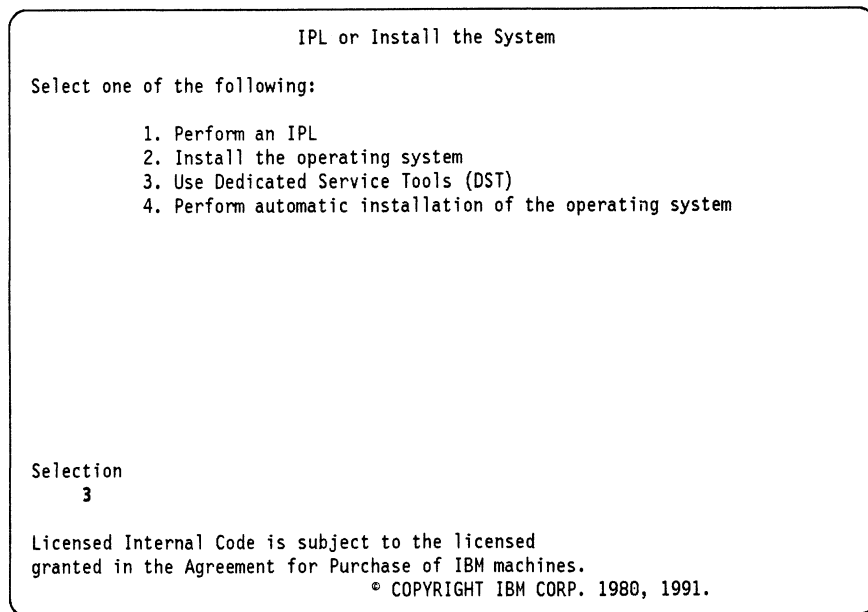 IPL or Install the System
Select one of the following:
1. Perform an IPL
2. Install the operating system
3. Use Dedicated Service Tools (DST)
4. Perform automatic installation of the operating system
Selection
3
Licensed Internal Code is subject to the licensed
granted in the Agreement for Purchase of IBM machines.
© COPYRIGHT IBM CORP. 1980, 1991.